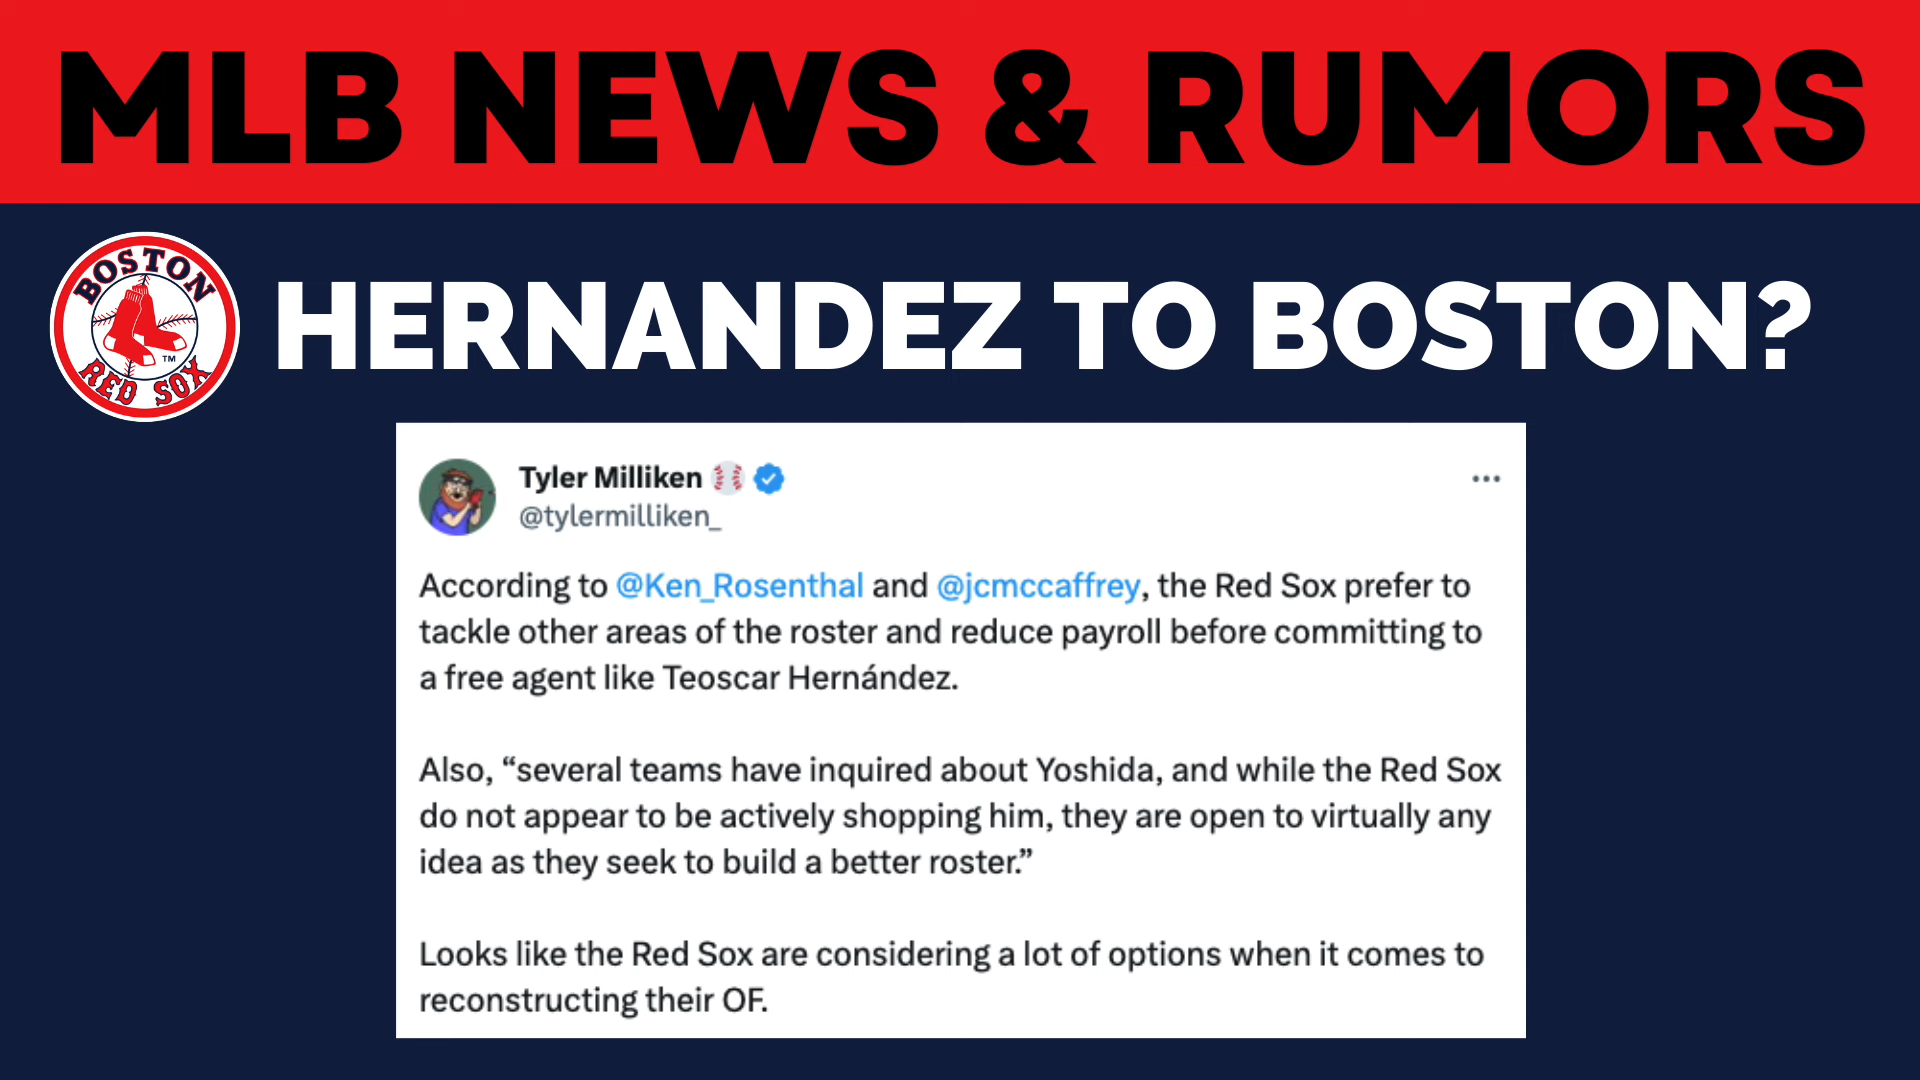 MLB NEWS & RUMORS
BOSTON
RED SOX
TM
HERNANDEZ TO BOSTON?
Tyler Milliken
@tylermilliken_
According to @Ken_Rosenthal and @jcmccaffrey, the Red Sox prefer to
tackle other areas of the roster and reduce payroll before committing to
a free agent like Teoscar Hernández.
Also, “several teams have inquired about Yoshida, and while the Red Sox
do not appear to be actively shopping him, they are open to virtually any
idea as they seek to build a better roster.”
Looks like the Red Sox are considering a lot of options when it comes to
reconstructing their OF.